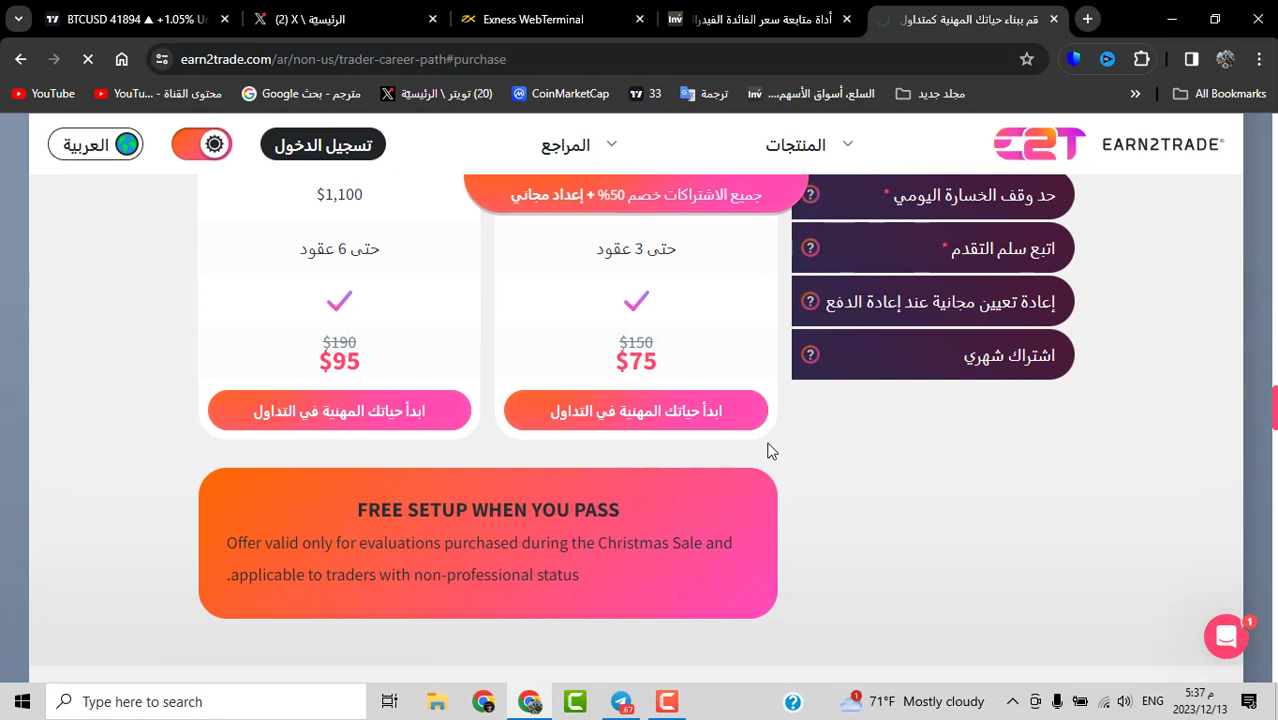 BTCUSD 41894 ▲ +1.05% U
(20) X \ الرئيسية
Exness WebTerminal
أداة متابعة سعر الفائدة الفيدرا
قم ببناء حياتك المهنية كمتداول
earn2trade.com/ar/non-us/trader-career-path#purchase
YouTube
محتوى القناة - YouT...
مترجم - بحث Google
(20) تويتر \ الرئيسية
CoinMarketCap
33
ترجمة
السلع، أسواق الأسهم،...
مجلد جديد
»
All Bookmarks
العربية
تسجيل الدخول
المراجع
المنتجات
EARN2TRADE
$1,100
جميع الاشتراكات خصم 50% + إعداد مجاني
حد وقف الخسارة اليومي *
حتى 6 عقود
حتى 3 عقود
اتبع سلم التقدم *
إعادة تعيين مجانية عند إعادة الدفع
$190
$95
$150
$75
اشتراك شهري
ابدأ حياتك المهنية في التداول
ابدأ حياتك المهنية في التداول
FREE SETUP WHEN YOU PASS
Offer valid only for evaluations purchased during the Christmas Sale and
.applicable to traders with non-professional status
1
Type here to search
67
71°F Mostly cloudy
ENG
5:37 م
2023/12/13